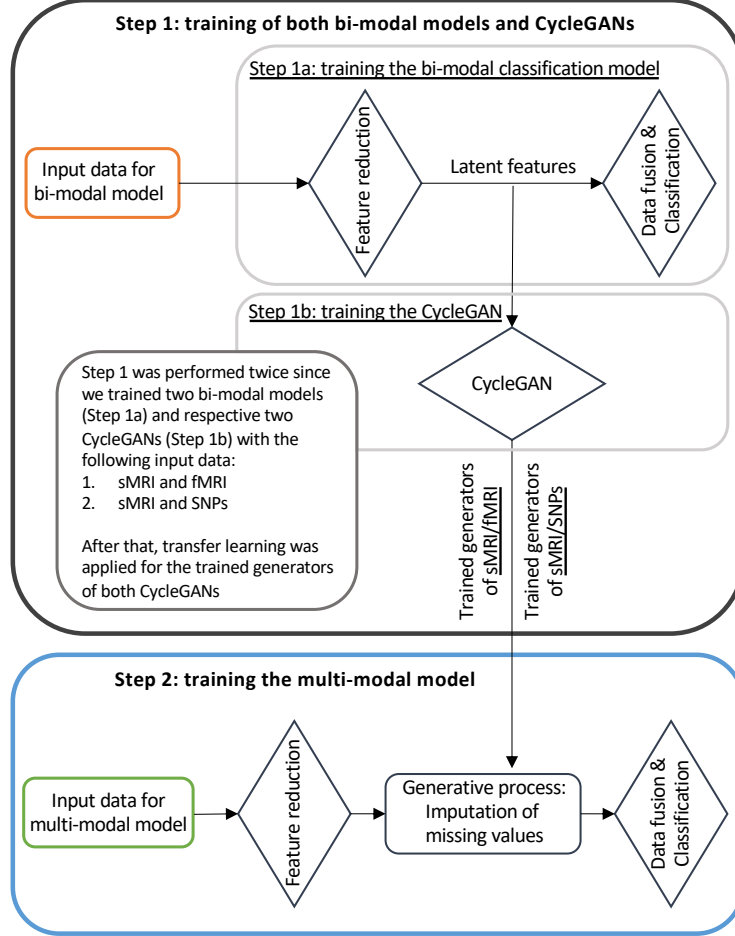 Step 1: training of both bi-modal models and CycleGANs
Step 1a: training the bi-modal classification model
Input data for
bi-modal model
Feature reduction
Latent features
Data fusion &
Classification
Step 1b: training the CycleGAN
CycleGAN
Step 1 was performed twice since
we trained two bi-modal models
(Step 1a) and respective two
CycleGANs (Step 1b) with the
following input data:
1. sMRI and fMRI
2. sMRI and SNPs
After that, transfer learning was
applied for the trained generators
of both CycleGANs
Trained generators
of sMRI/fMRI
Trained generators
of sMRI/SNPs
Step 2: training the multi-modal model
Input data for
multi-modal model
Feature reduction
Generative process:
Imputation of
missing values
Data fusion &
Classification